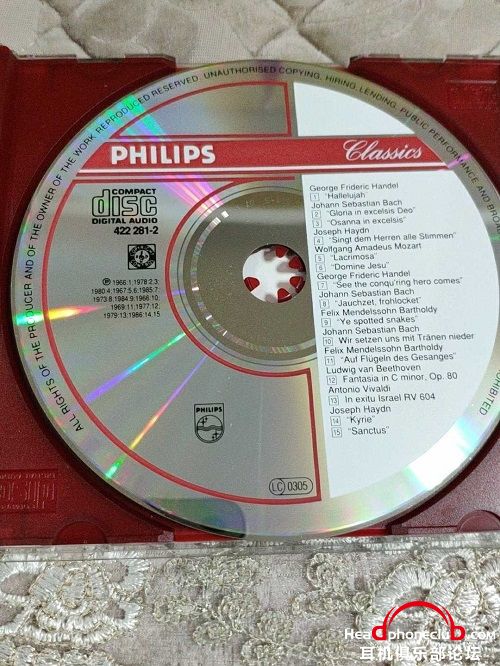 ALL RIGHTS OF THE PRODUCER AND OF THE OWNER OF THE WORK REPRODUCED RESERVED. UNAUTHORISED COPYING, HIRING, LENDING, PUBLIC PERFORMANCE AND
PROHIBITED
PHILIPS
Classics
COMPACT
disc
DIGITAL AUDIO
422 281-2
George Frideric Handel
1 "Hallelujah
Johann Sebastian Bach
2 "Gloria in excelsis Deo"
3 "Osanna in excelsis"
Joseph Haydn
4 "Singt dem Herren alle Stimmen"
Wolfgang Amadeus Mozart
5 "Lacrimosa"
6 "Domine Jesu"
George Frideric Handel
7 "See the conqu'ring hero comes"
Johann Sebastian Bach
8 "Jauchzet, frohlocket"
Felix Mendelssohn Bartholdy
9 "Ye spotted snakes"
Johann Sebastian Bach
10 Wir setzen uns mit Tränen nieder
Felix Mendelssohn Bartholdy
11 "Auf Flügeln des Gesanges"
Ludwig van Beethoven
12 Fantasia in C minor, Op. 80
Antonio Vivaldi
13 In exitu Israel RV 604
Joseph Haydn
14 "Kyrie"
15 "Sanctus"
℗ 1966:1;1978:2,3;
1980:4;1967:5,6;1985:7;
1973:8;1984:9;1966:10;
1969:11;1977:12;
1979:13;1986:14,15
PHILIPS
LC 0305
Headphoneclub.com
耳机俱乐部论坛